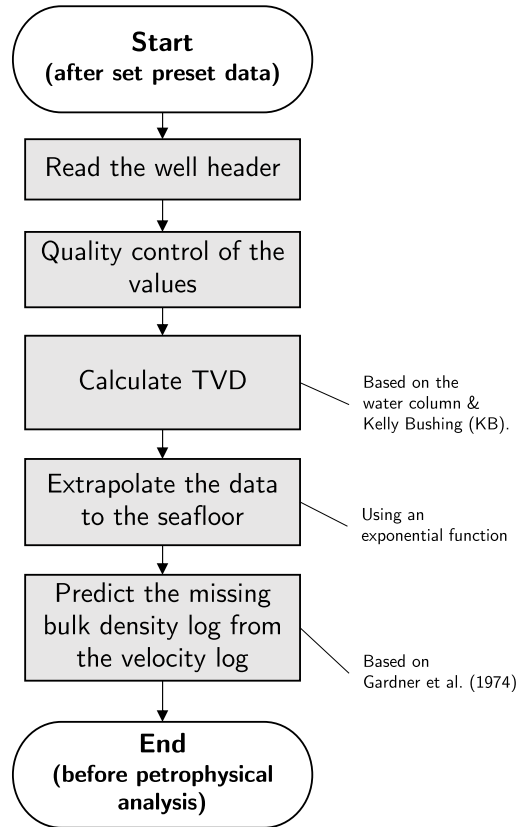 Start
(after set preset data)
Read the well header
Quality control of the
values
Calculate TVD
Based on the
water column &
Kelly Bushing (KB).
Extrapolate the data
to the seafloor
Using an
exponential function
Predict the missing
bulk density log from
the velocity log
Based on
Gardner et al. (1974)
End
(before petrophysical
analysis)